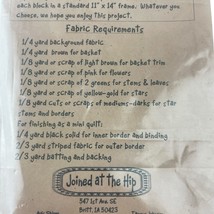 each block in a standard 11" x 14" frame. Whatever you
choose, we hope you enjoy this project.
Fabric Requirements
1/4 yard background fabric
1/4 yard brown for basket
1/8 yard or scrap of light for basket trim
1/8 yard or scrap of pink for flowers
1/8 yard or scrap of 2 greens for stems & leaves
1/8 yard or scrap of yellow-gold for stars
1/8 yard cuts or scraps of mediums-darks for star
stems and borders
For finishing as a mini quilt:
1/4 yard black solid for inner border and binding
2/3 yard striped fabric for outer border
2/3 yard batting and backing
Joined at the Hip
347 1st Ave. SE
Britt, IA 50423